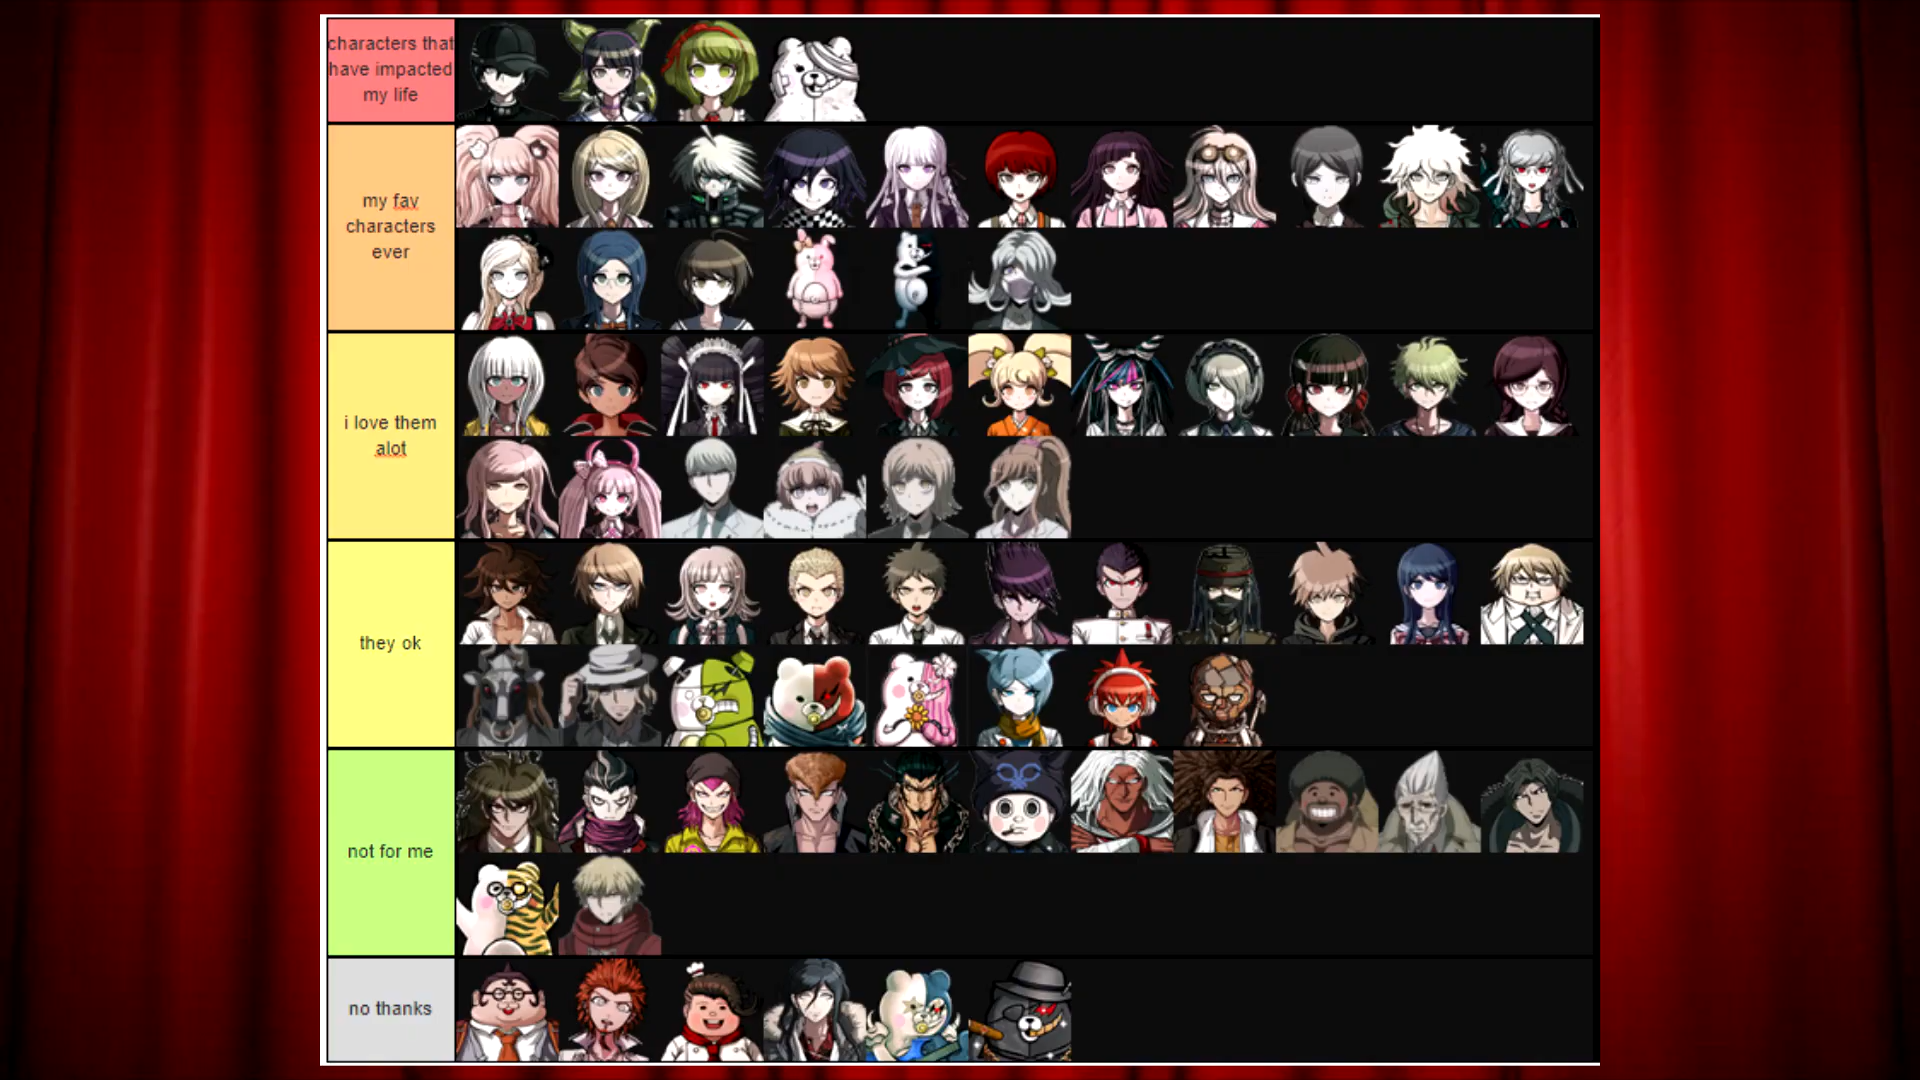 characters that
have impacted
my life
my fav
characters
ever
i love them
alot
they ok
not for me
no thanks